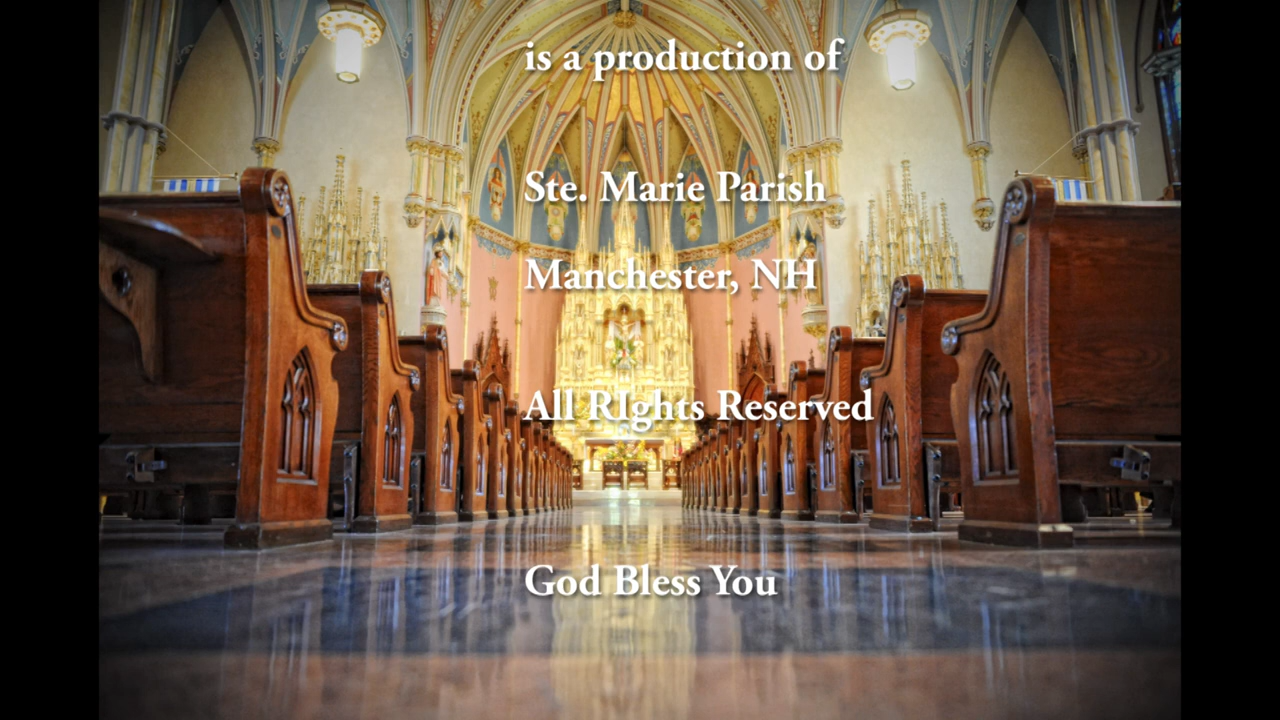 is a production of
Ste. Marie Parish
Manchester, NH
All RIghts Reserved
God Bless You